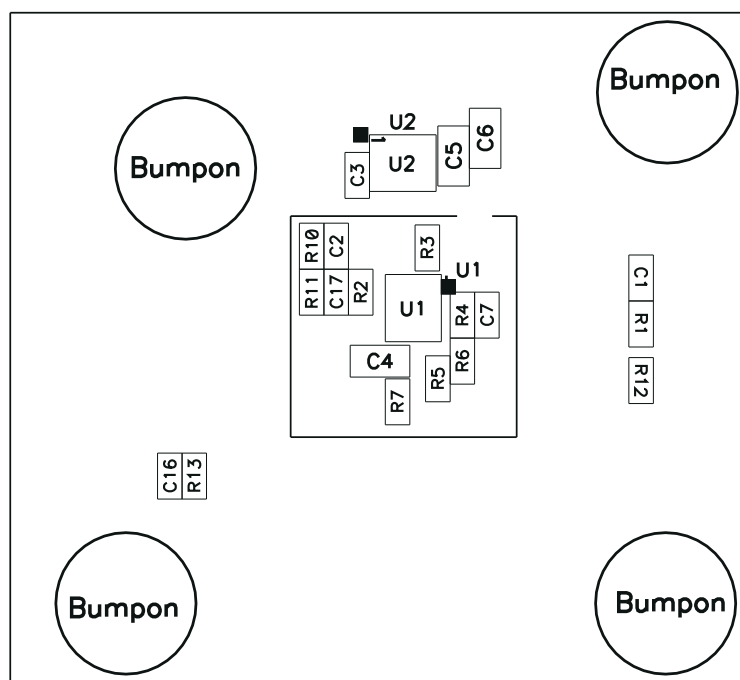 Bumpon
U2
1
C6
C5
Bumpon
C3
U2
R10
C2
R3
U1
C1
R11
C17
R2
U1
R4
C7
R1
C4
R6
R5
R12
R7
C16
R13
Bumpon
Bumpon